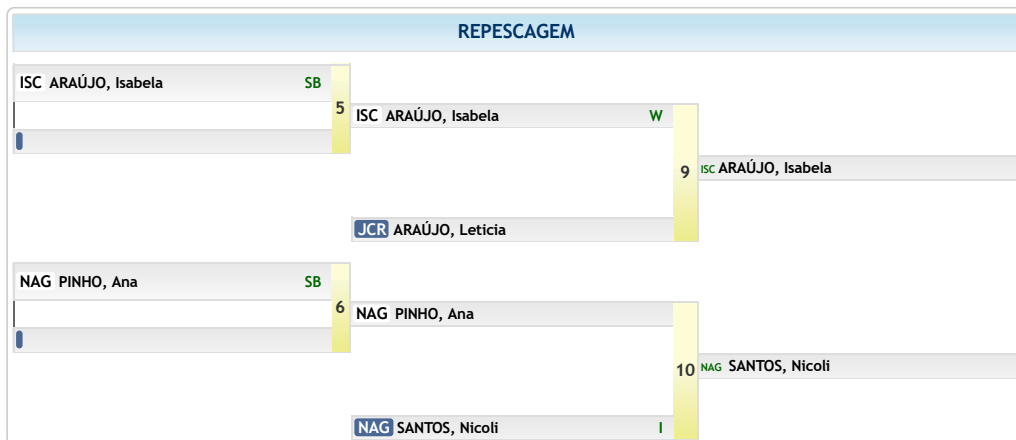 REPESCAGEM
ISC ARAÚJO, Isabela SB
5
ISC ARAÚJO, Isabela W
9
ISC ARAÚJO, Isabela
JCR ARAÚJO, Leticia
NAG PINHO, Ana SB
6
NAG PINHO, Ana
10
NAG SANTOS, Nicoli
NAG SANTOS, Nicoli I